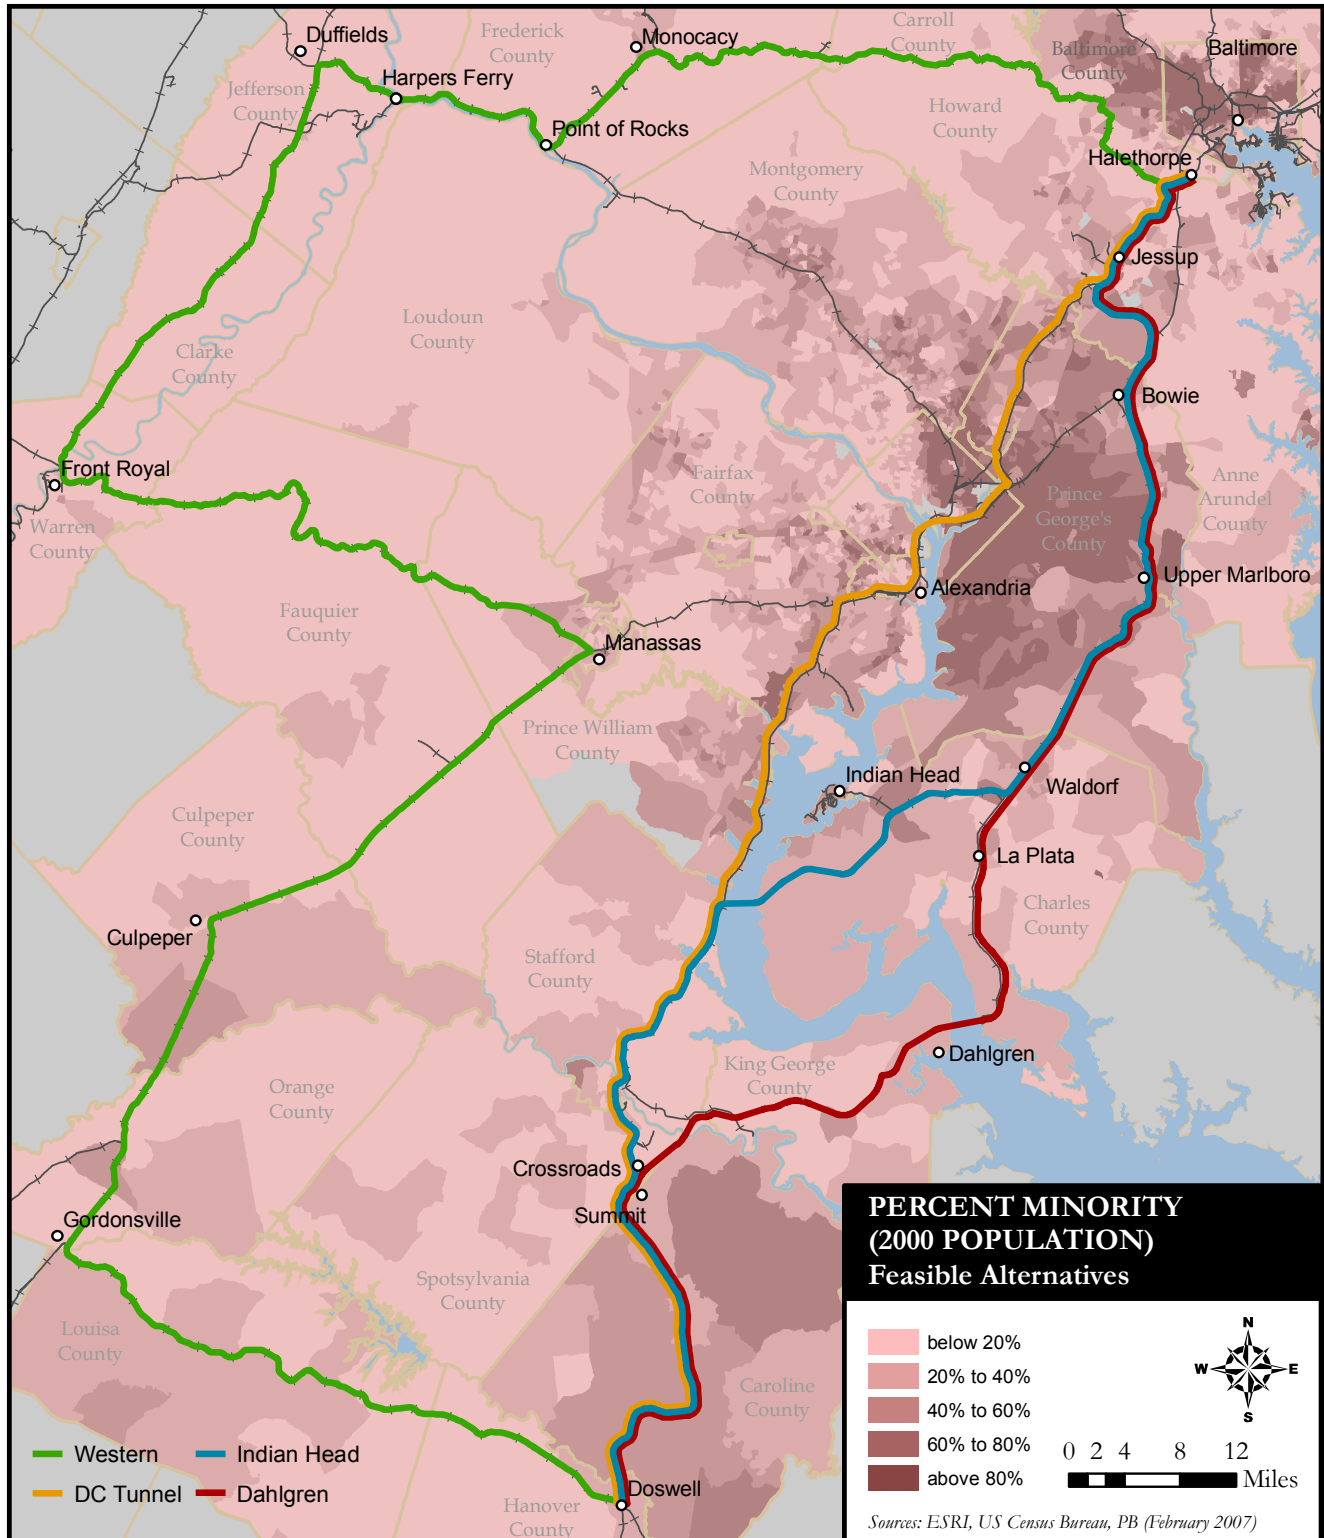 Duffields
Frederick
County
Monocacy
Carroll
County
Baltimore
County
Baltimore
Jefferson
County
Harpers Ferry
Howard
County
Point of Rocks
Halethorpe
Montgomery
County
Jessup
Loudoun
County
Clarke
County
Bowie
Front Royal
Fairfax
County
Prince
George's
County
Anne
Arundel
County
Warren
County
Upper Marlboro
Alexandria
Fauquier
County
Manassas
Prince William
County
Indian Head
Waldorf
Culpeper
County
La Plata
Charles
County
Culpeper
Stafford
County
Dahlgren
King George
County
Orange
County
Crossroads
Summit
Gordonsville
Spotsylvania
County
Louisa
County
Caroline
County
Doswell
Hanover
County
Western
Indian Head
DC Tunnel
Dahlgren
PERCENT MINORITY
(2000 POPULATION)
Feasible Alternatives
below 20%
20% to 40%
40% to 60%
60% to 80%
above 80%
N
W E
S
0 2 4 8 12
Miles
Sources: ESRI, US Census Bureau, PB (February 2007)